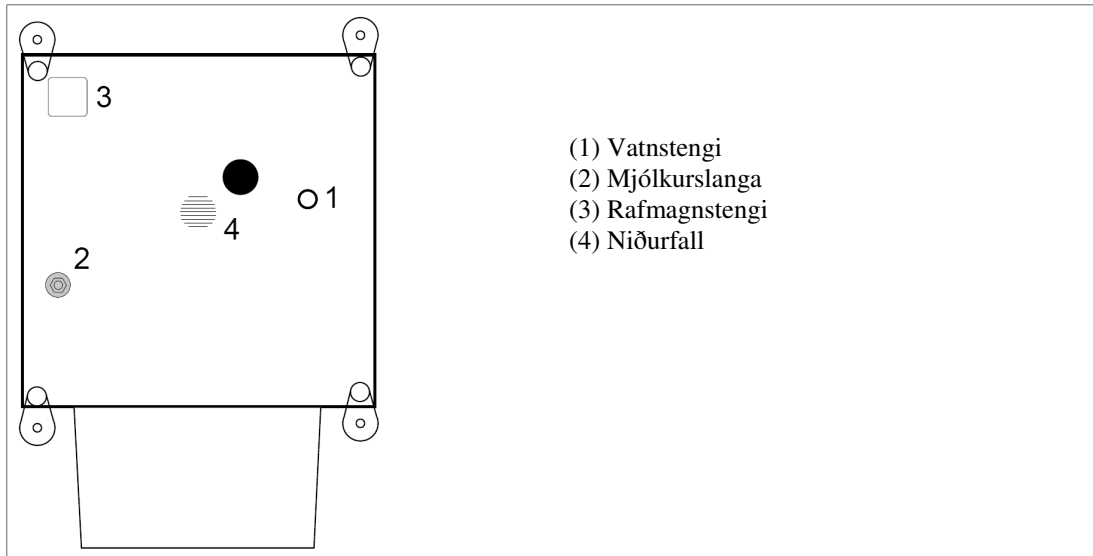 3
1
4
2
(1) Vatnstengi
(2) Mjólkurslanga
(3) Rafmagnstengi
(4) Niðurfall